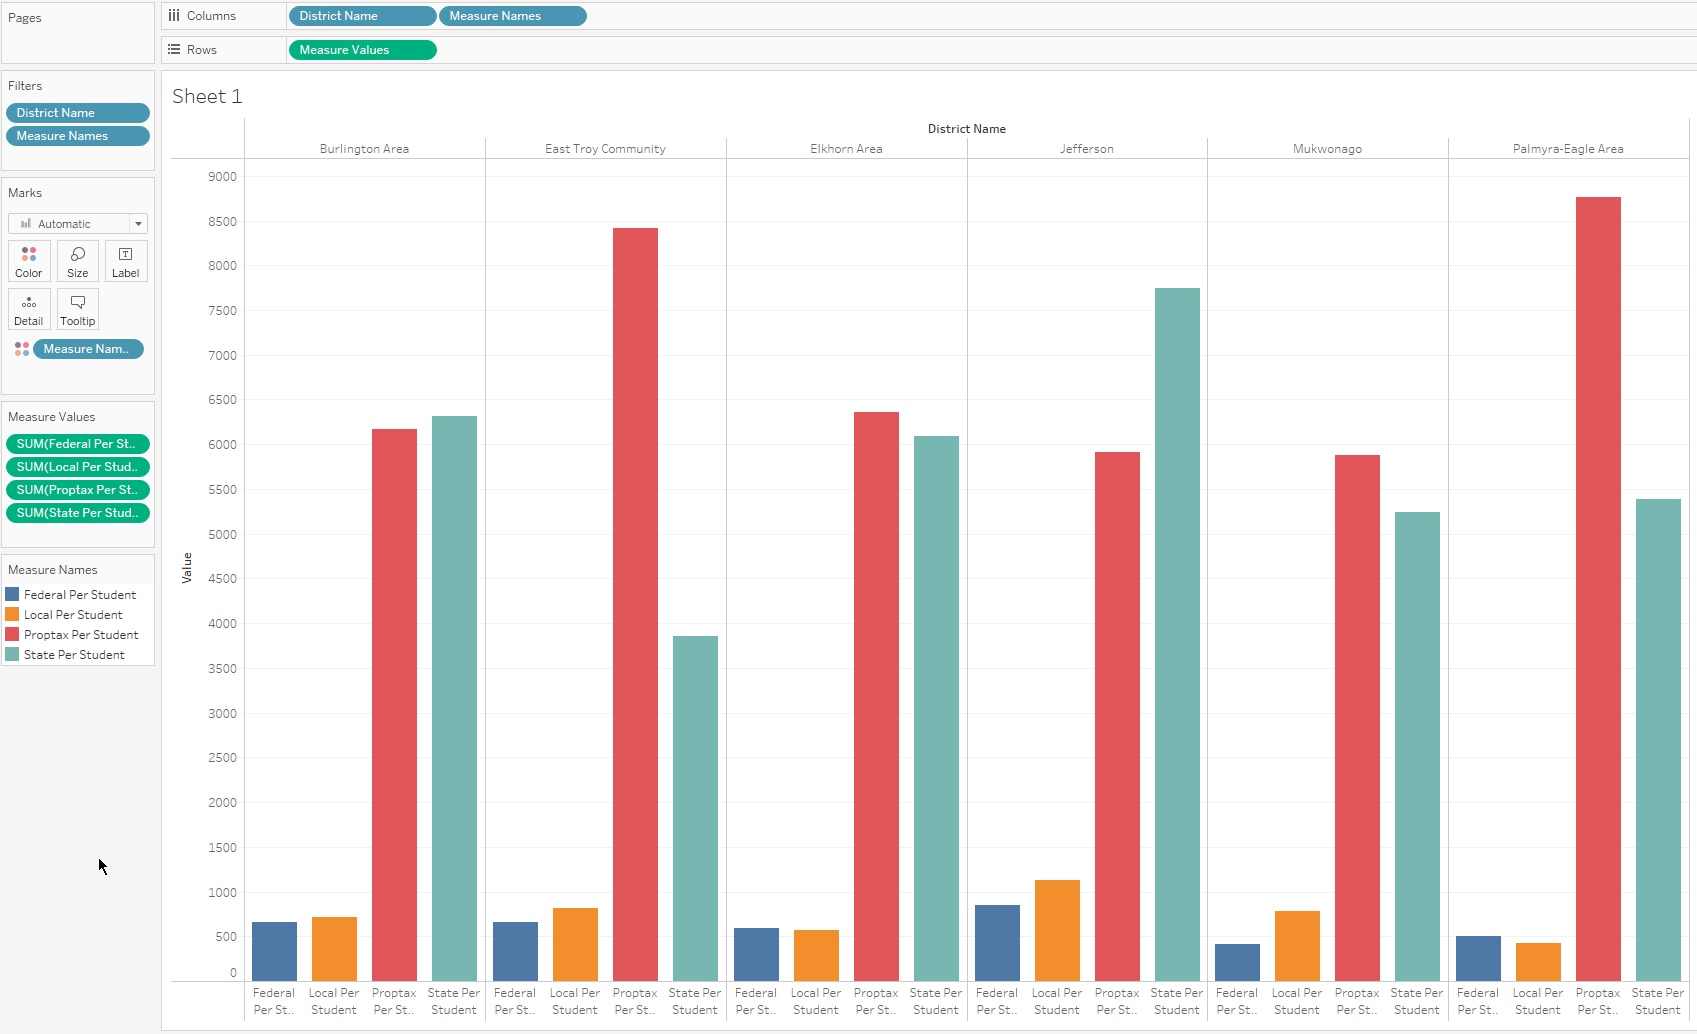 Pages
Columns
District Name
Measure Names
Rows
Measure Values
Filters
District Name
Measure Names
Marks
Automatic
Color
Size
Label
Detail
Tooltip
Measure Nam..
Measure Values
SUM(Federal Per St..
SUM(Local Per Stud..
SUM(Proptax Per St..
SUM(State Per Stud..
Measure Names
Federal Per Student
Local Per Student
Proptax Per Student
State Per Student
Sheet 1
District Name
Burlington Area
East Troy Community
Elkhorn Area
Jefferson
Mukwonago
Palmyra-Eagle Area
Value
9000
8500
8000
7500
7000
6500
6000
5500
5000
4500
4000
3500
3000
2500
2000
1500
1000
500
0
Federal
Per St..
Local Per
Student
Proptax
Per St..
State Per
Student
Federal
Per St..
Local Per
Student
Proptax
Per St..
State Per
Student
Federal
Per St..
Local Per
Student
Proptax
Per St..
State Per
Student
Federal
Per St..
Local Per
Student
Proptax
Per St..
State Per
Student
Federal
Per St..
Local Per
Student
Proptax
Per St..
State Per
Student
Federal
Per St..
Local Per
Student
Proptax
Per St..
State Per
Student